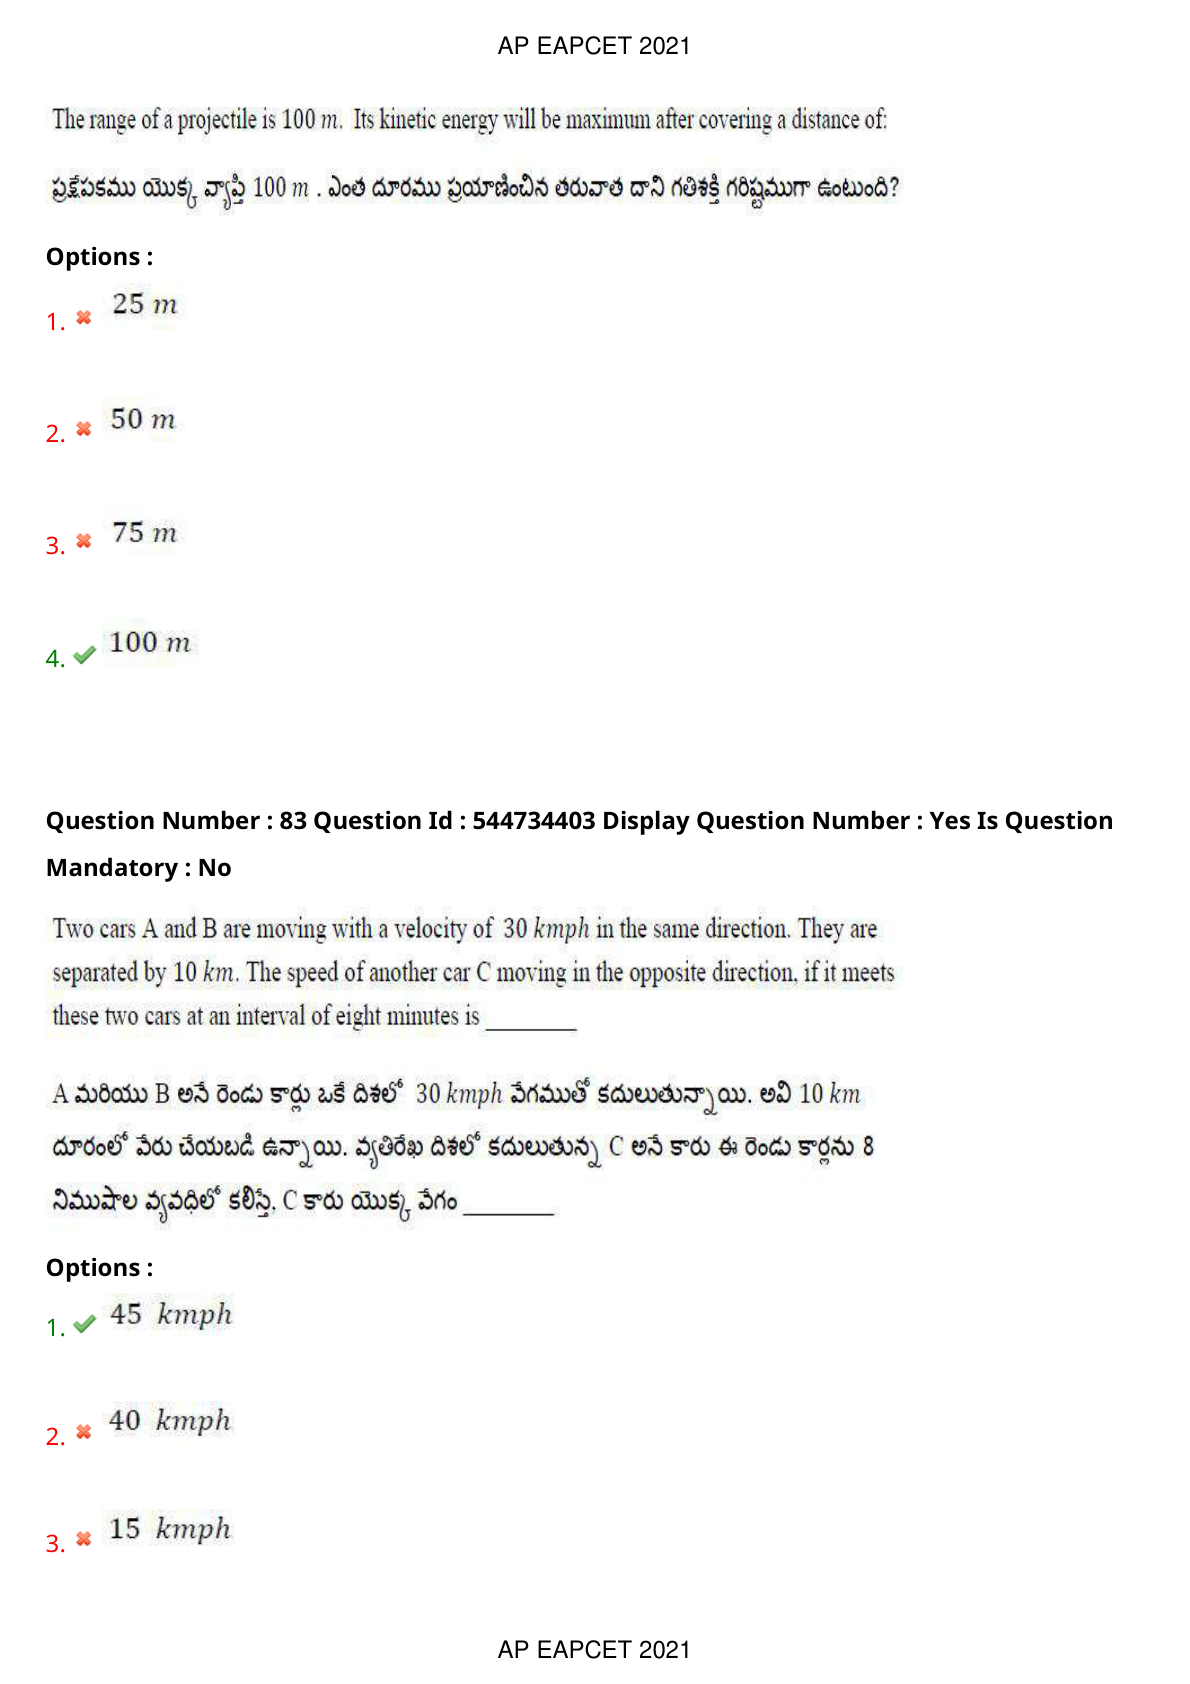 AP EAPCET 2021
The range of a projectile is 100 m. Its kinetic energy will be maximum after covering a distance of:
ప్రక్షేపకము యొక్క వ్యాప్తి 100 m . ఎంత దూరము ప్రయాణించిన తరువాత దాని గతిశక్తి గరిష్టముగా ఉంటుంది?
Options :
1. 25 m
2. 50 m
3. 75 m
4. 100 m
Question Number : 83 Question Id : 544734403 Display Question Number : Yes Is Question
Mandatory : No
Two cars A and B are moving with a velocity of 30 kmph in the same direction. They are
separated by 10 km. The speed of another car C moving in the opposite direction, if it meets
these two cars at an interval of eight minutes is ________
A మరియు B అనే రెండు కార్లు ఒకే దిశలో 30 kmph వేగముతో కదులుతున్నాయి. అవి 10 km
దూరంలో వేరు చేయబడి ఉన్నాయి. వ్యతిరేఖ దిశలో కదులుతున్న C అనే కారు ఈ రెండు కార్లను 8
నిముషాల వ్యవధిలో కలిస్తే, C కారు యొక్క వేగం ________
Options :
1. 45 kmph
2. 40 kmph
3. 15 kmph
AP EAPCET 2021